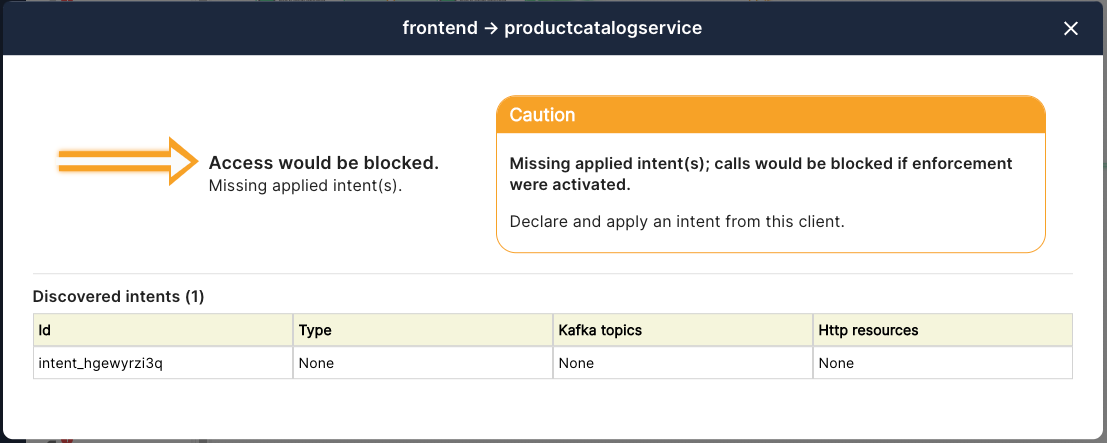 frontend → productcatalogservice
Access would be blocked.
Missing applied intent(s).
Caution
Missing applied intent(s); calls would be blocked if enforcement
were activated.
Declare and apply an intent from this client.
Discovered intents (1)
Id Type Kafka topics Http resources
intent_hgewyrzi3q None None None